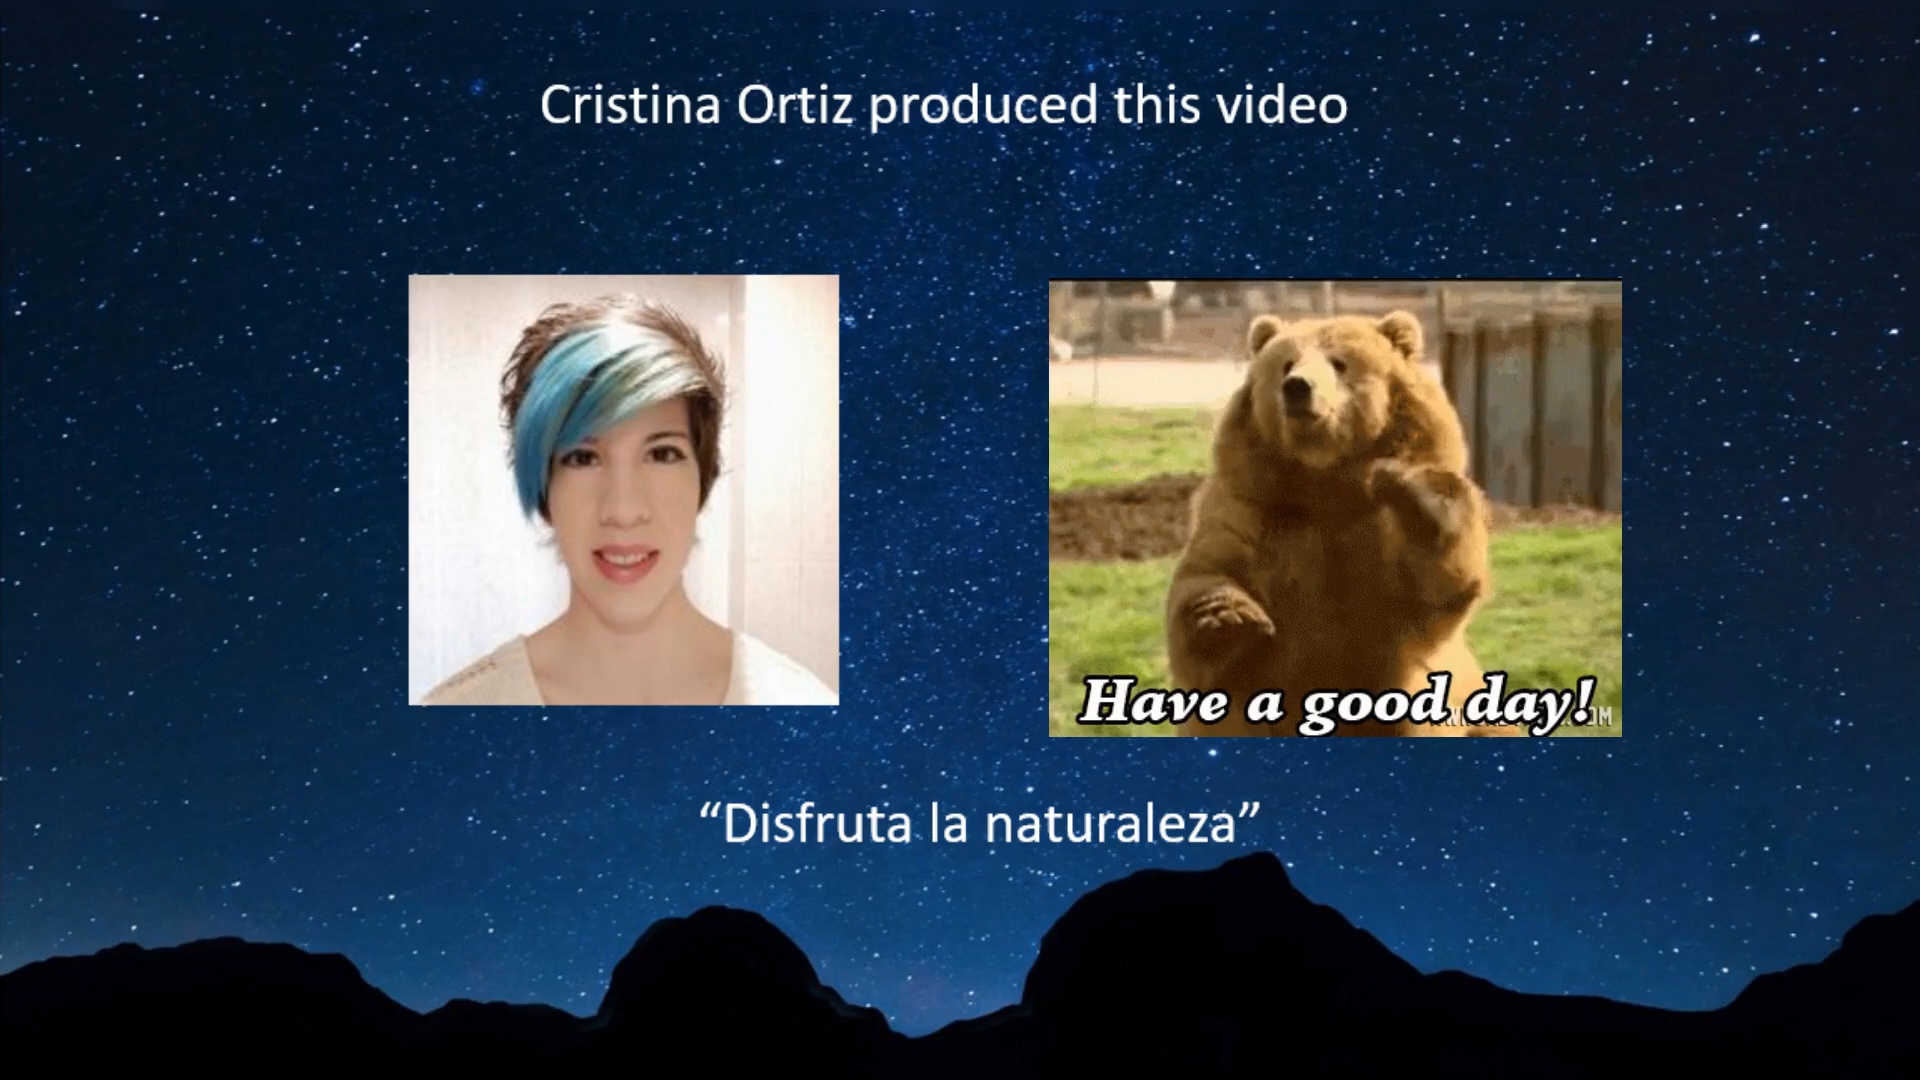 Cristina Ortiz produced this video
Have a good day!
“Disfruta la naturaleza”